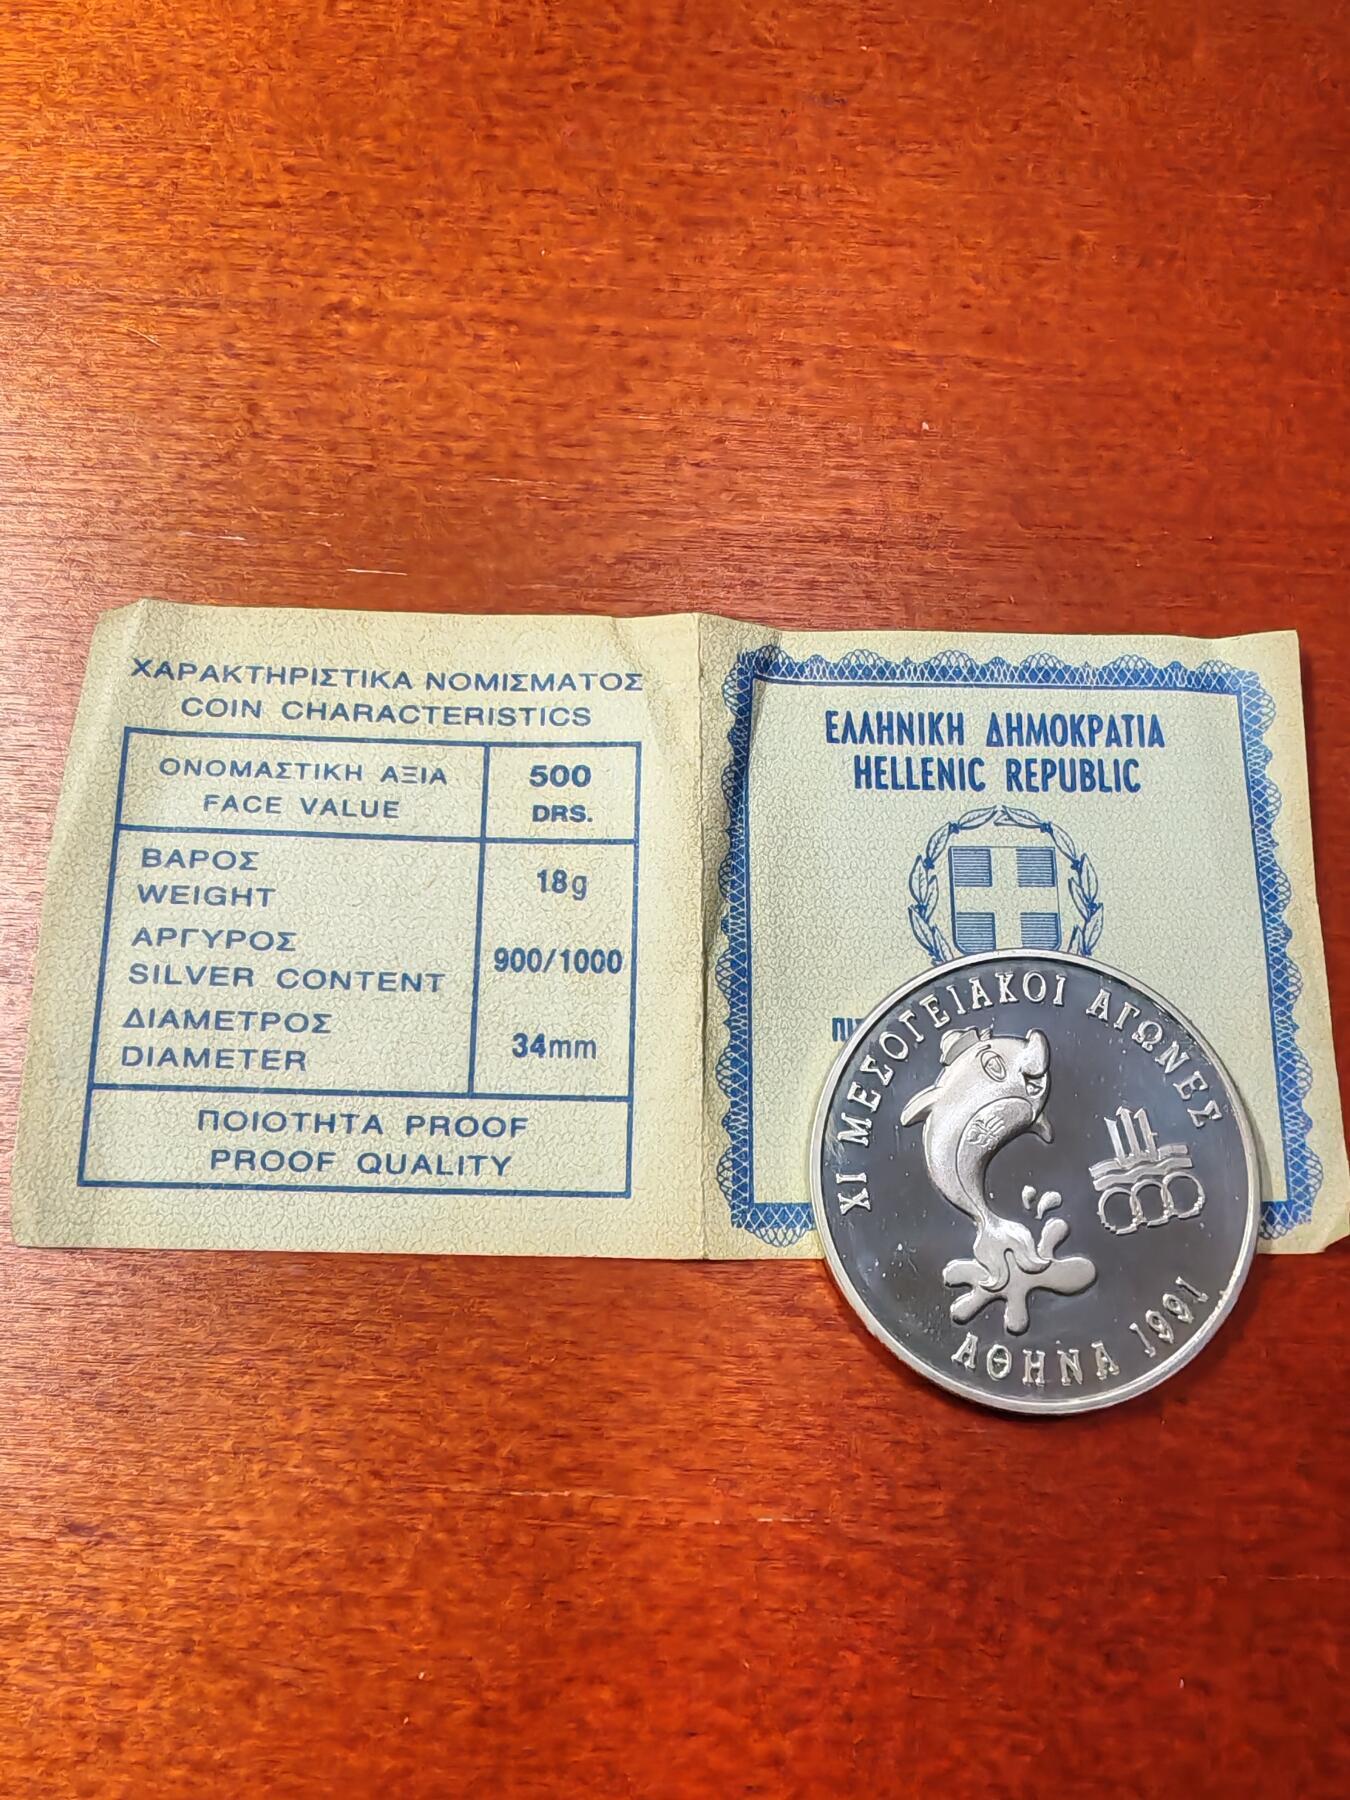 ΧΑΡΑΚΤΗΡΙΣΤΙΚΑ ΝΟΜΙΣΜΑΤΟΣ
COIN CHARACTERISTICS
ΟΝΟΜΑΣΤΙΚΗ ΑΞΙΑ
FACE VALUE
500
DRS.
ΒΑΡΟΣ
WEIGHT
18g
ΑΡΓΥΡΟΣ
SILVER CONTENT
900/1000
ΔΙΑΜΕΤΡΟΣ
DIAMETER
34mm
ΠΟΙΟΤΗΤΑ PROOF
PROOF QUALITY
ΕΛΛΗΝΙΚΗ ΔΗΜΟΚΡΑΤΙΑ
HELLENIC REPUBLIC
XI ΜΕΣΟΓΕΙΑΚΟΙ ΑΓΩΝΕΣ
ΑΘΗΝΑ 1991